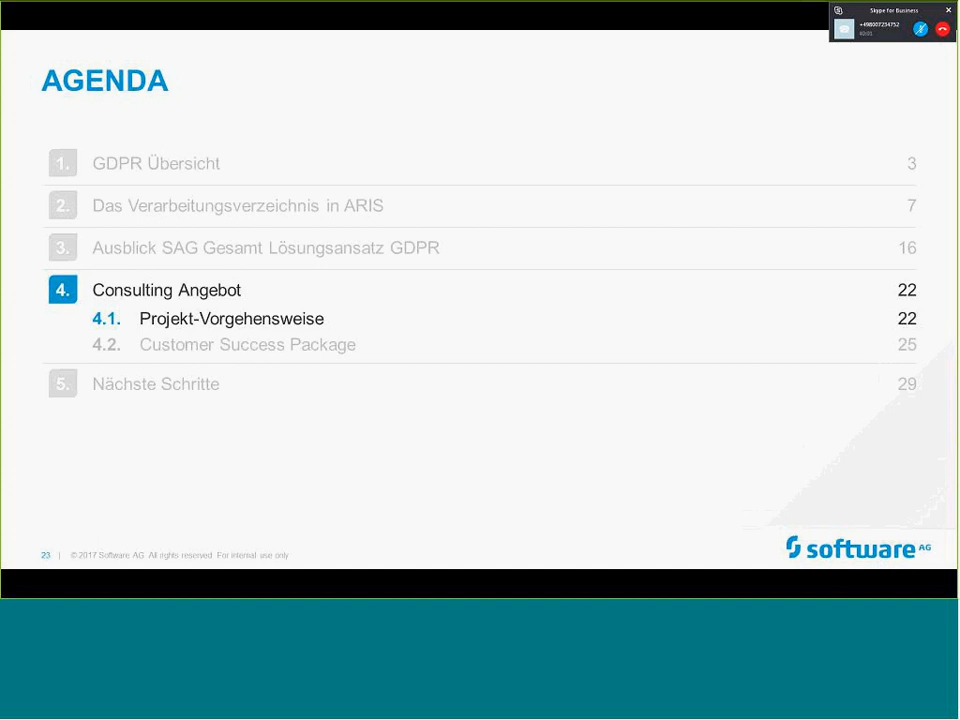 Skype for Business
+498007234752
AGENDA
1. GDPR Übersicht 3
2. Das Verarbeitungsverzeichnis in ARIS 7
3. Ausblick SAG Gesamt Lösungsansatz GDPR 16
4. Consulting Angebot 22
4.1. Projekt-Vorgehensweise 22
4.2. Customer Success Package 25
5. Nächste Schritte 29
23 | © 2017 Software AG. All rights reserved. For internal use only
software AG